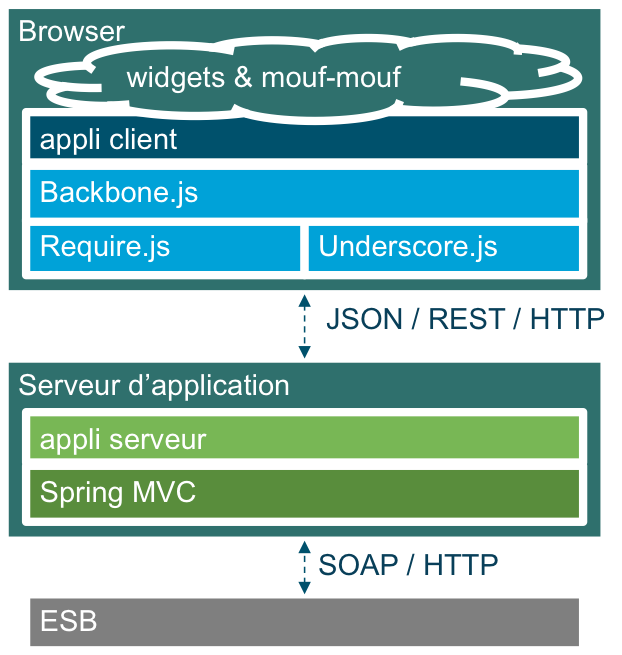 Browser
widgets & mouf-mouf
appli client
Backbone.js
Require.js
Underscore.js
JSON / REST / HTTP
Serveur d’application
appli serveur
Spring MVC
SOAP / HTTP
ESB